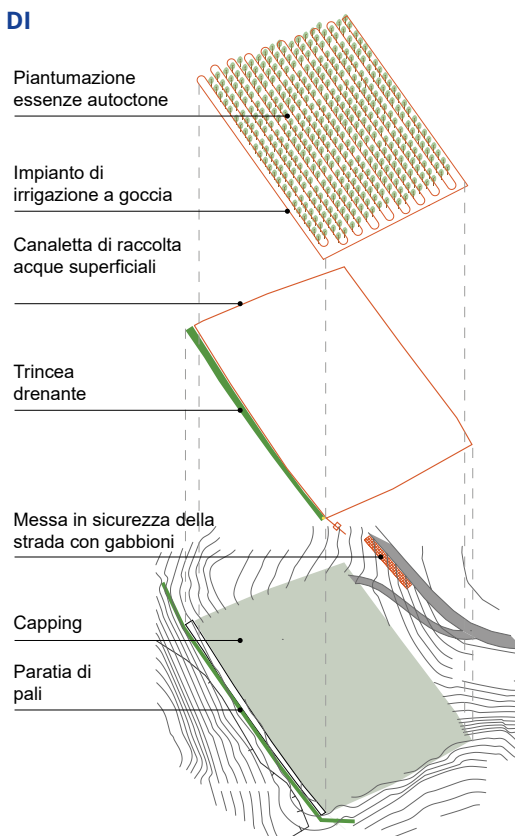 DI
Piantumazione
essenze autoctone
Impianto di
irrigazione a goccia
Canaletta di raccolta
acque superficiali
Trincea
drenante
Messa in sicurezza della
strada con gabbioni
Capping
Paratia di
pali